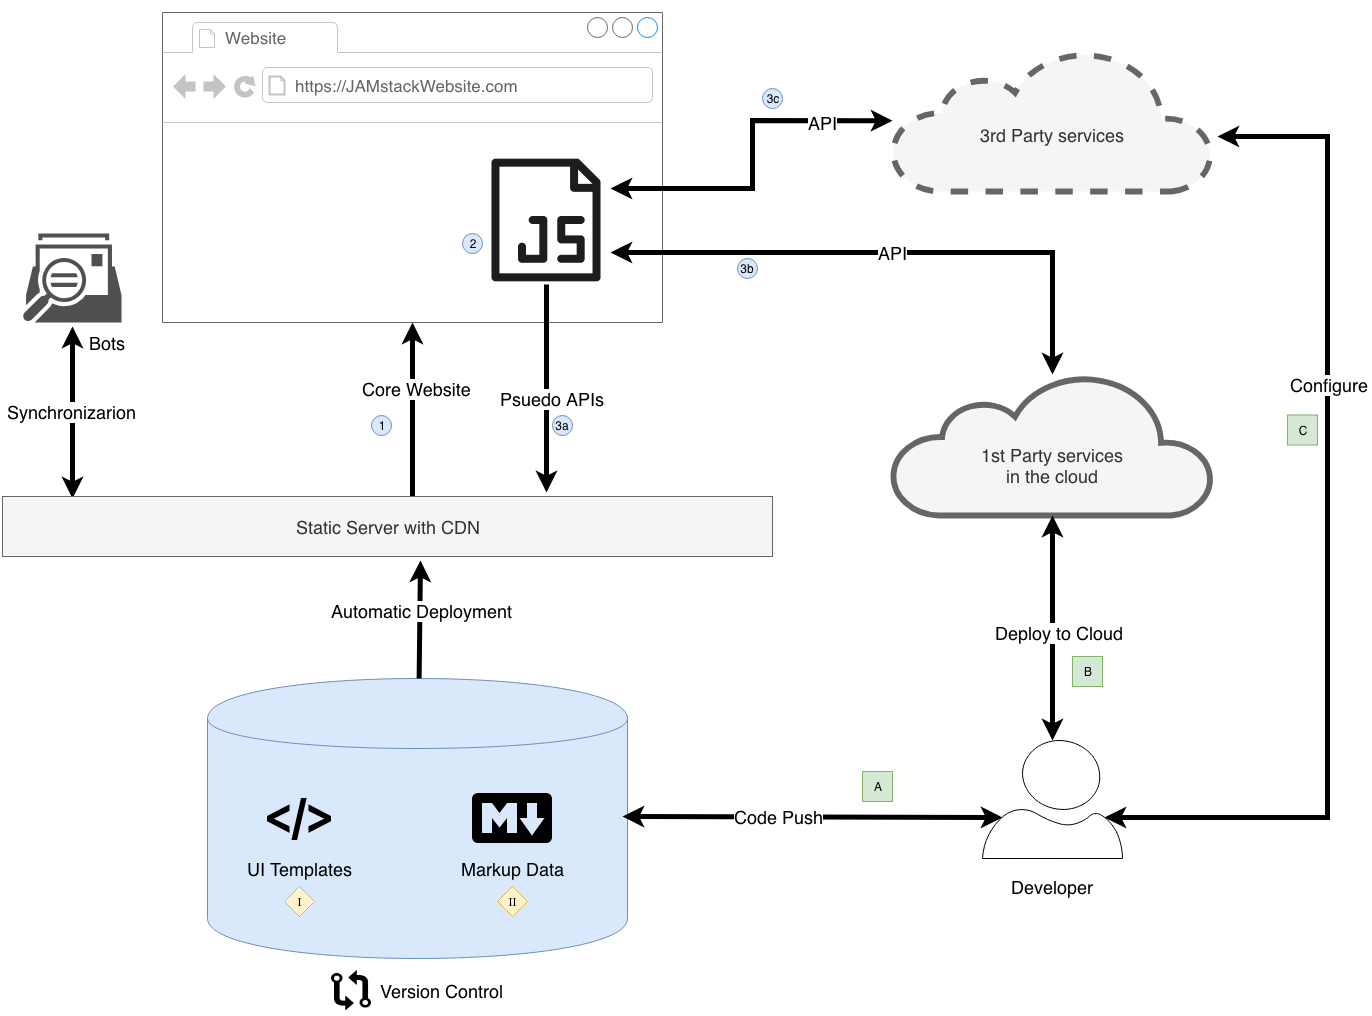 Website
https://JAMstackWebsite.com
3c
API
3rd Party services
JS
2
API
3b
Bots
Configure
Core Website
Psuedo APIs
Synchronizarion
1
3a
C
1st Party services
in the cloud
Static Server with CDN
Automatic Deployment
Deploy to Cloud
B
A
Code Push
</>
M
UI Templates
Markup Data
I
II
Developer
Version Control